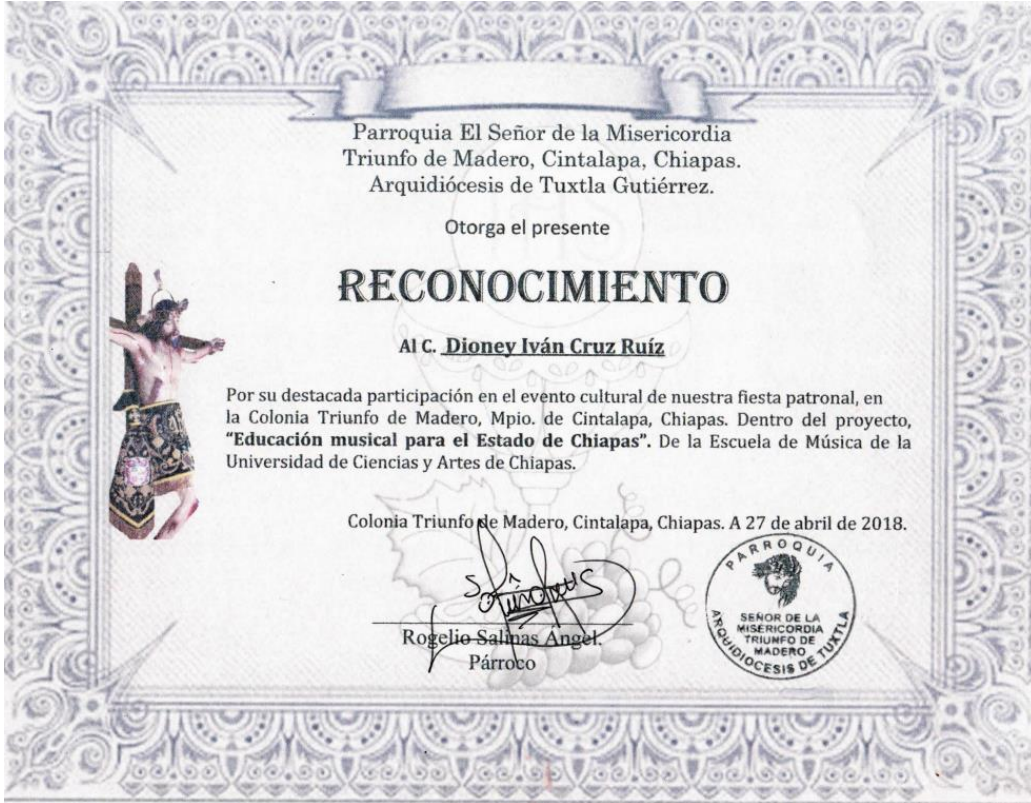 Parroquia El Señor de la Misericordia
Triunfo de Madero, Cintalapa, Chiapas.
Arquidiócesis de Tuxtla Gutiérrez.
Otorga el presente
RECONOCIMIENTO
Al C. Dioney Iván Cruz Ruíz
Por su destacada participación en el evento cultural de nuestra fiesta patronal, en
la Colonia Triunfo de Madero, Mpio. de Cintalapa, Chiapas. Dentro del proyecto,
“Educación musical para el Estado de Chiapas”. De la Escuela de Música de la
Universidad de Ciencias y Artes de Chiapas.
Colonia Triunfo de Madero, Cintalapa, Chiapas. A 27 de abril de 2018.
Rogelio Salinas Ángel.
Párroco
PARROQUIA
SEÑOR DE LA
MISERICORDIA
TRIUNFO DE
MADERO
ARQUIDIOCESIS DE TUXTLA
IHS